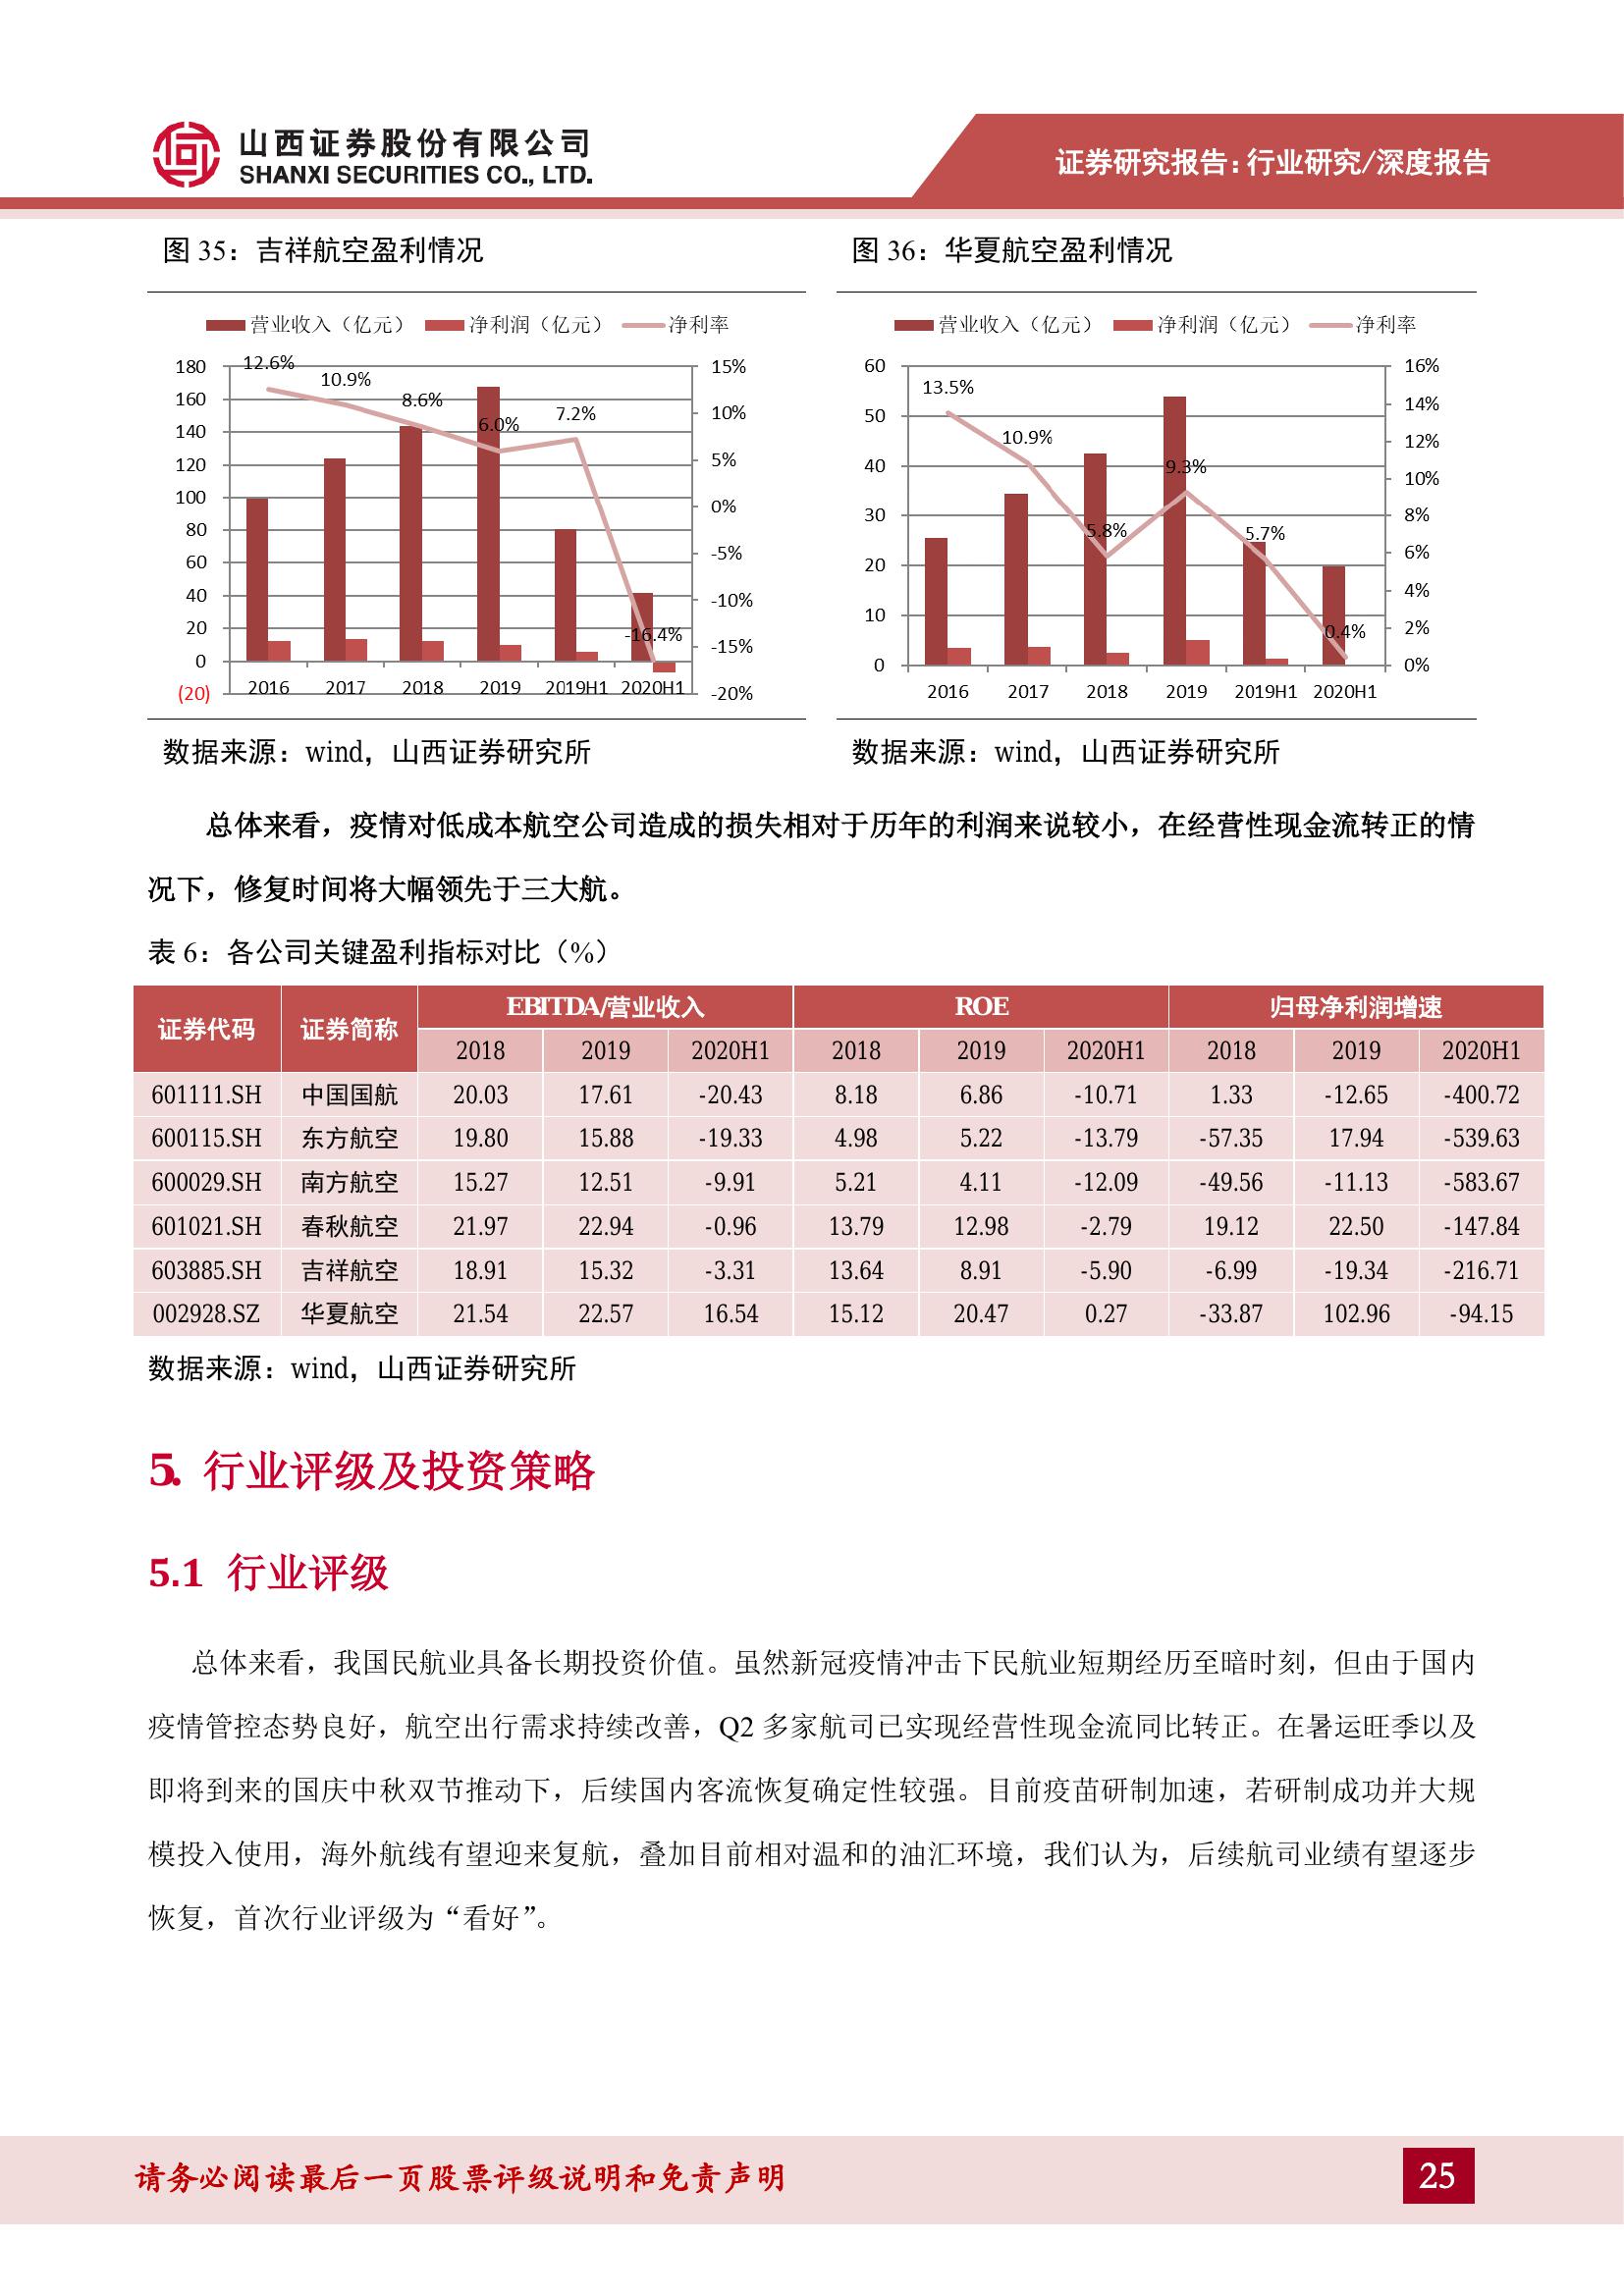 山西证券股份有限公司
SHANXI SECURITIES CO., LTD.
证券研究报告：行业研究/深度报告
图 35：吉祥航空盈利情况
营业收入（亿元） 净利润（亿元） 净利率
180
160
140
120
100
80
60
40
20
0
(20)
12.6%
10.9%
8.6%
6.0%
7.2%
-16.4%
15%
10%
5%
0%
-5%
-10%
-15%
-20%
2016 2017 2018 2019 2019H1 2020H1
数据来源：wind，山西证券研究所
图 36：华夏航空盈利情况
营业收入（亿元） 净利润（亿元） 净利率
60
50
40
30
20
10
0
13.5%
10.9%
5.8%
9.3%
5.7%
0.4%
16%
14%
12%
10%
8%
6%
4%
2%
0%
2016 2017 2018 2019 2019H1 2020H1
数据来源：wind，山西证券研究所
总体来看，疫情对低成本航空公司造成的损失相对于历年的利润来说较小，在经营性现金流转正的情
况下，修复时间将大幅领先于三大航。
表 6：各公司关键盈利指标对比（%）
证券代码 证券简称 EBITDA/营业收入 ROE 归母净利润增速
2018 2019 2020H1 2018 2019 2020H1 2018 2019 2020H1
601111.SH 中国国航 20.03 17.61 -20.43 8.18 6.86 -10.71 1.33 -12.65 -400.72
600115.SH 东方航空 19.80 15.88 -19.33 4.98 5.22 -13.79 -57.35 17.94 -539.63
600029.SH 南方航空 15.27 12.51 -9.91 5.21 4.11 -12.09 -49.56 -11.13 -583.67
601021.SH 春秋航空 21.97 22.94 -0.96 13.79 12.98 -2.79 19.12 22.50 -147.84
603885.SH 吉祥航空 18.91 15.32 -3.31 13.64 8.91 -5.90 -6.99 -19.34 -216.71
002928.SZ 华夏航空 21.54 22.57 16.54 15.12 20.47 0.27 -33.87 102.96 -94.15
数据来源：wind，山西证券研究所
5. 行业评级及投资策略
5.1 行业评级
总体来看，我国民航业具备长期投资价值。虽然新冠疫情冲击下民航业短期经历至暗时刻，但由于国内
疫情管控态势良好，航空出行需求持续改善，Q2 多家航司已实现经营性现金流同比转正。在暑运旺季以及
即将到来的国庆中秋双节推动下，后续国内客流恢复确定性较强。目前疫苗研制加速，若研制成功并大规
模投入使用，海外航线有望迎来复航，叠加目前相对温和的油汇环境，我们认为，后续航司业绩有望逐步
恢复，首次行业评级为“看好”。
请务必阅读最后一页股票评级说明和免责声明
25